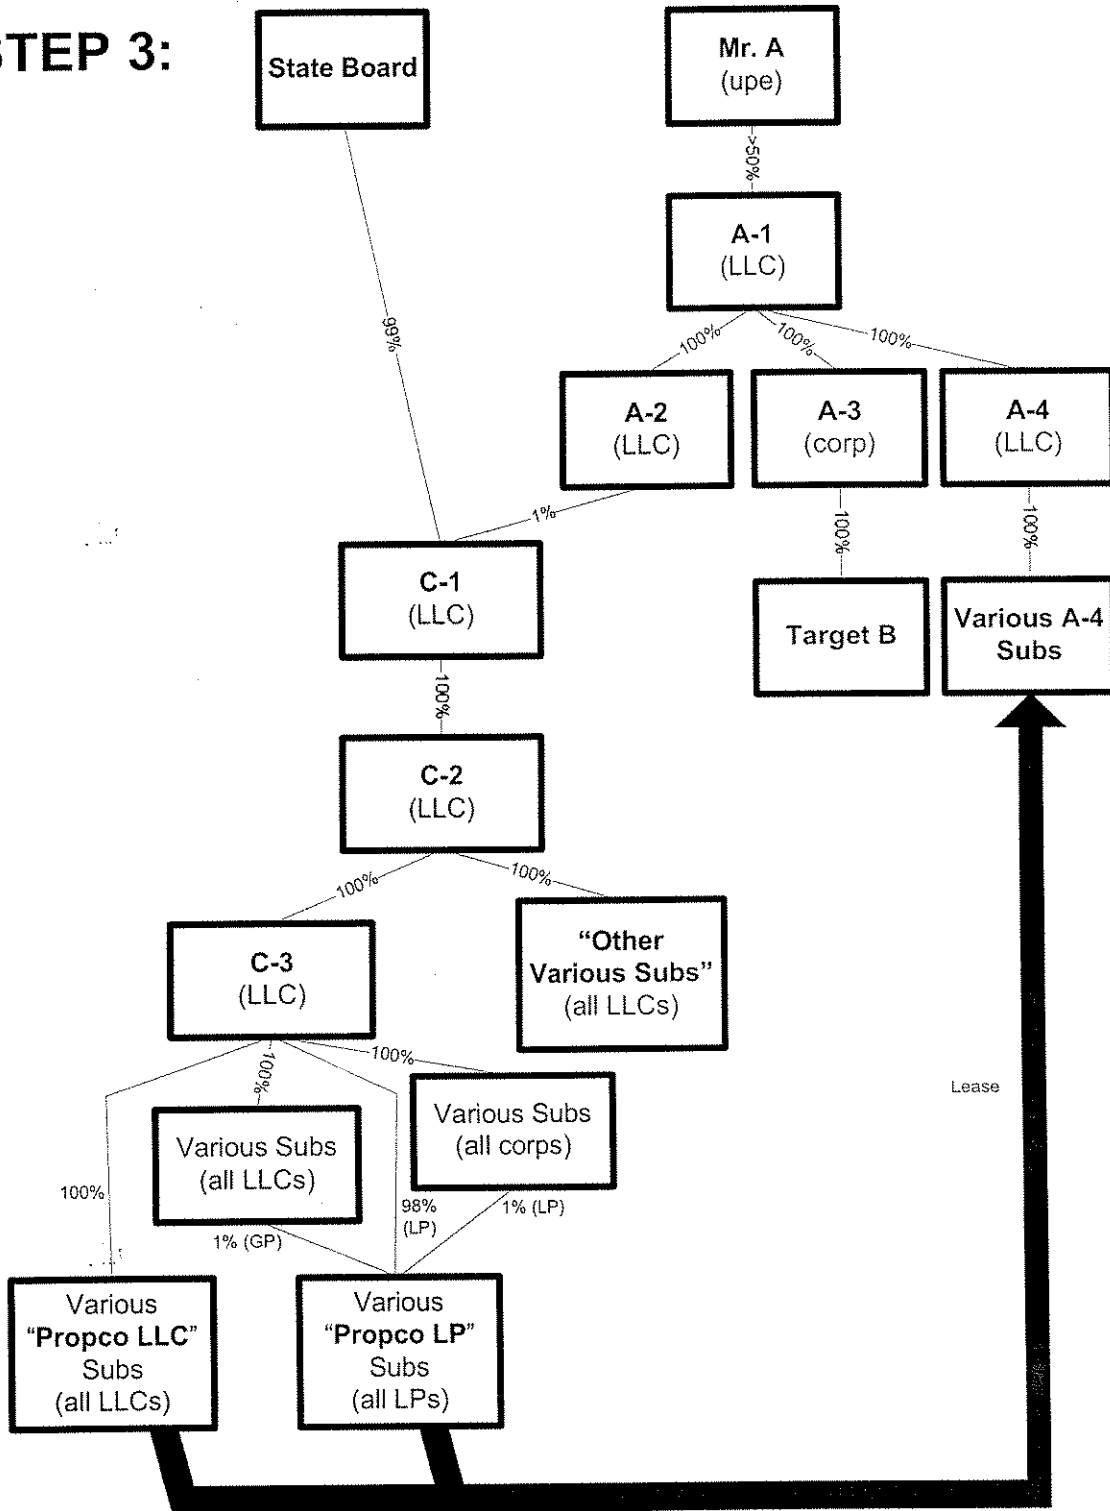 STEP 3:
State Board
Mr. A
(upe)
>50%
A-1
(LLC)
100%
100%
100%
99%
A-2
(LLC)
A-3
(corp)
A-4
(LLC)
1%
100%
100%
C-1
(LLC)
Target B
Various A-4
Subs
100%
C-2
(LLC)
100%
100%
C-3
(LLC)
“Other
Various Subs”
(all LLCs)
100%
100%
Lease
Various Subs
(all LLCs)
Various Subs
(all corps)
100%
98%
(LP)
1% (LP)
1% (GP)
Various
“Propco LLC”
Subs
(all LLCs)
Various
“Propco LP”
Subs
(all LPs)